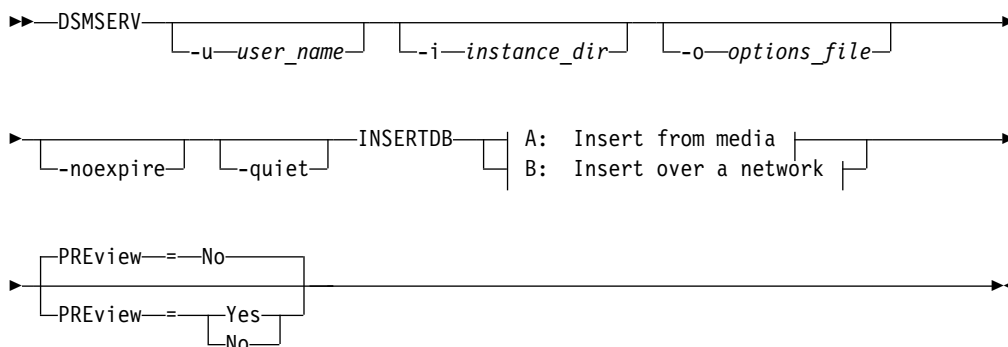 DSMSERV
-u user_name -i instance_dir -o options_file
-noexpire -quiet INSERTDB A: Insert from media
B: Insert over a network
PREview = No
PREview = Yes
No